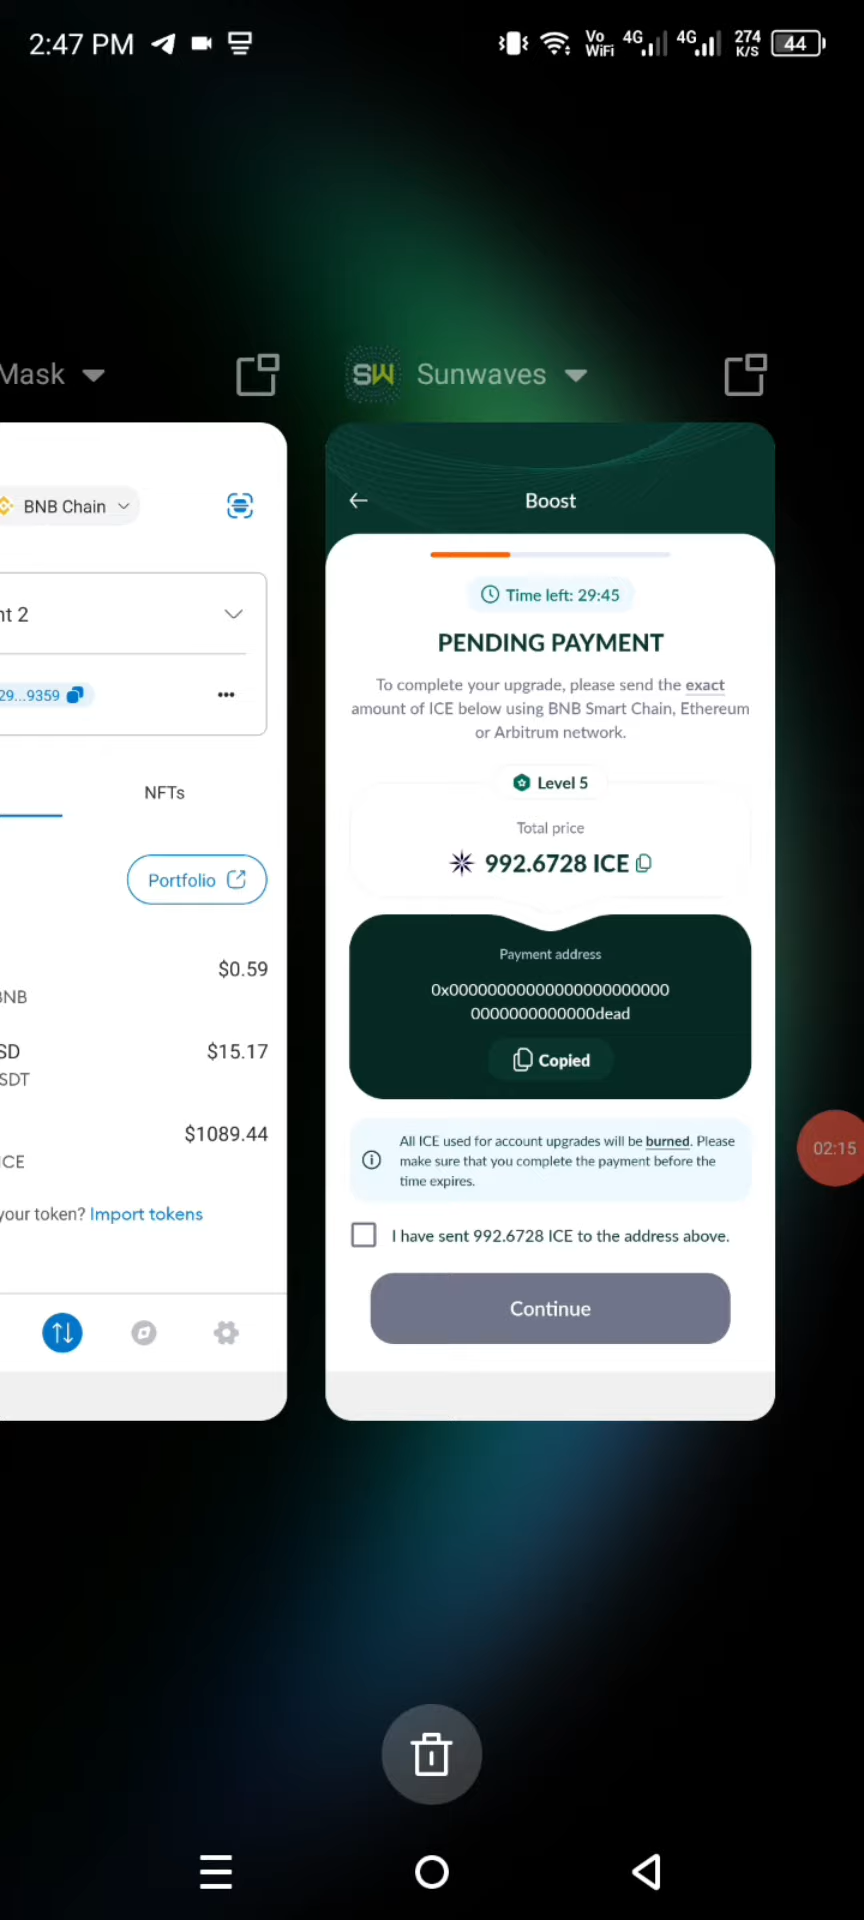 2:47 PM
Vo WiFi 4G 4G 274 K/S 44
Mask
Sunwaves
SW
BNB Chain
nt 2
29...9359
NFTs
Portfolio
$0.59
BNB
SD
$15.17
SDT
$1089.44
CE
your token? Import tokens
Boost
Time left: 29:45
PENDING PAYMENT
To complete your upgrade, please send the exact
amount of ICE below using BNB Smart Chain, Ethereum
or Arbitrum network.
Level 5
Total price
992.6728 ICE
Payment address
0x00000000000000000000000
0000000000000dead
Copied
All ICE used for account upgrades will be burned. Please
make sure that you complete the payment before the
time expires.
I have sent 992.6728 ICE to the address above.
Continue
02:15